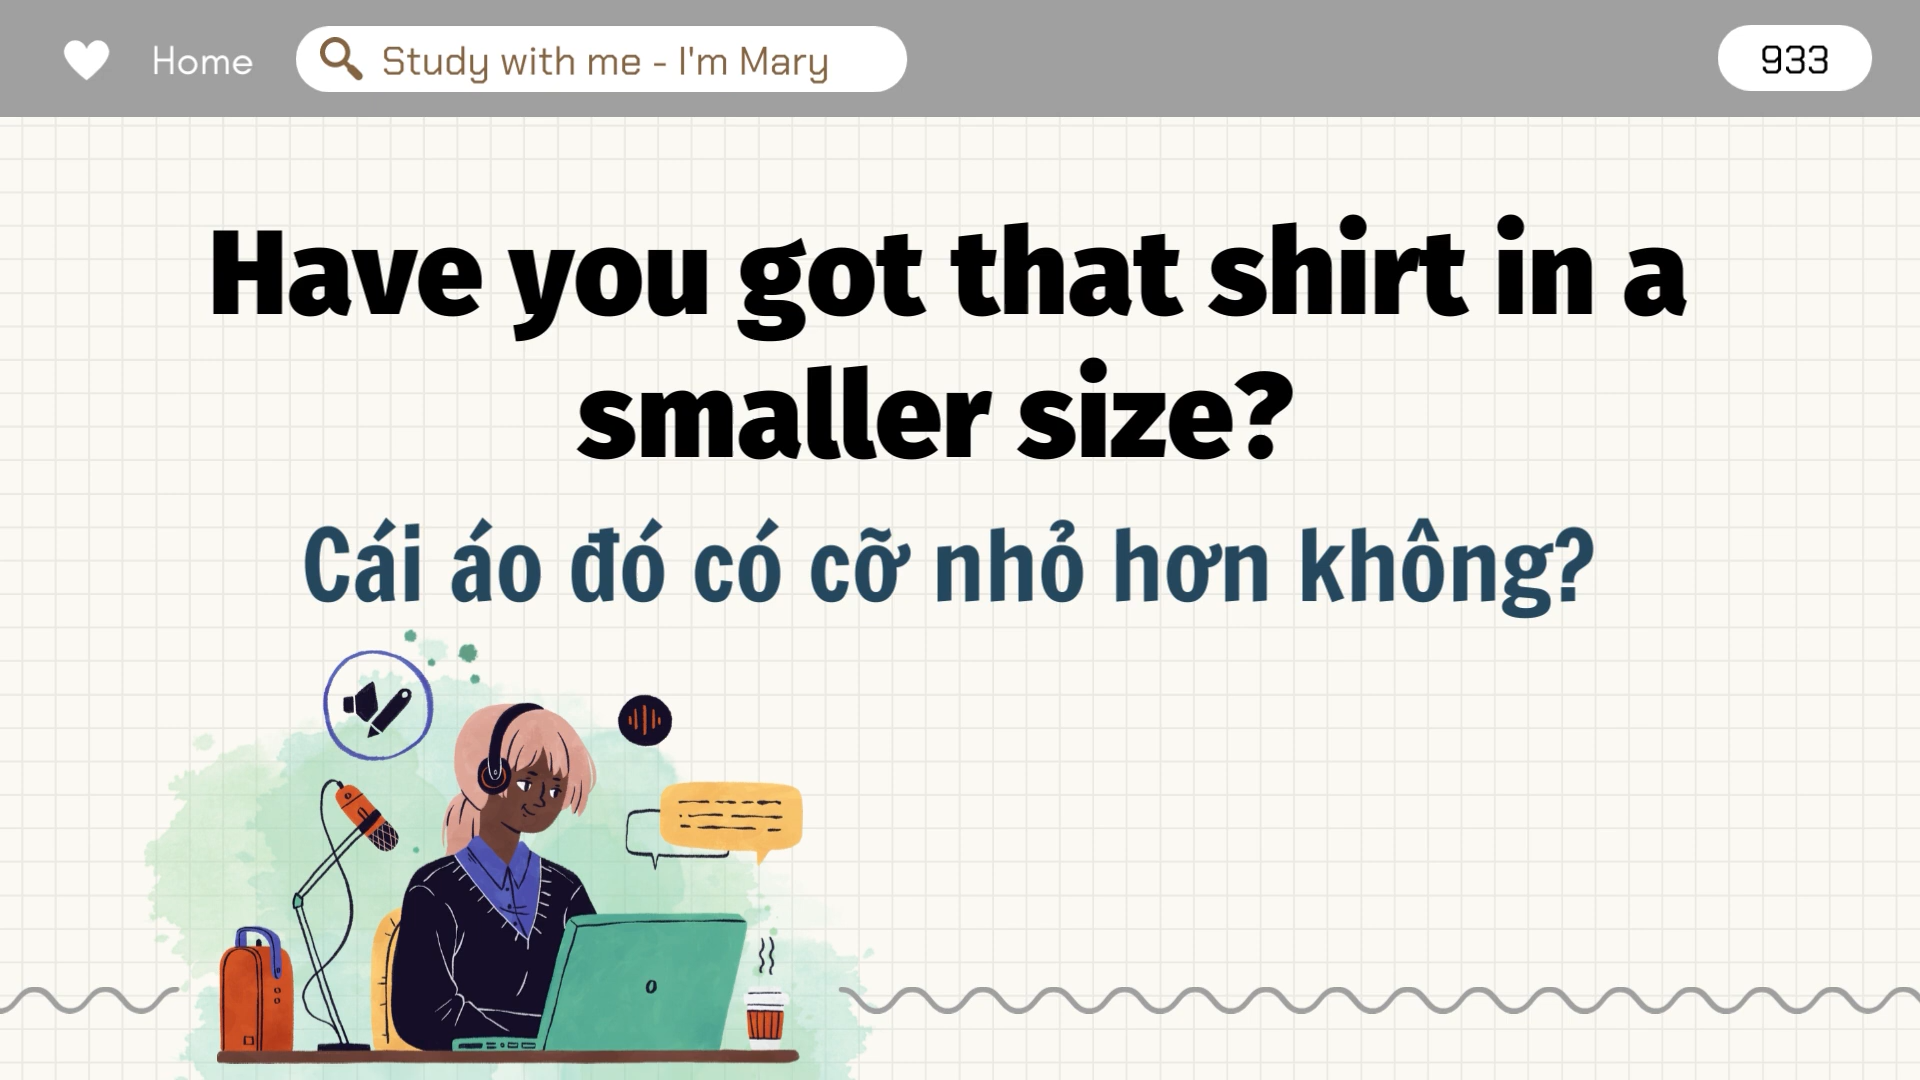 Home
Study with me - I'm Mary
933
Have you got that shirt in a
smaller size?
Cái áo đó có cỡ nhỏ hơn không?